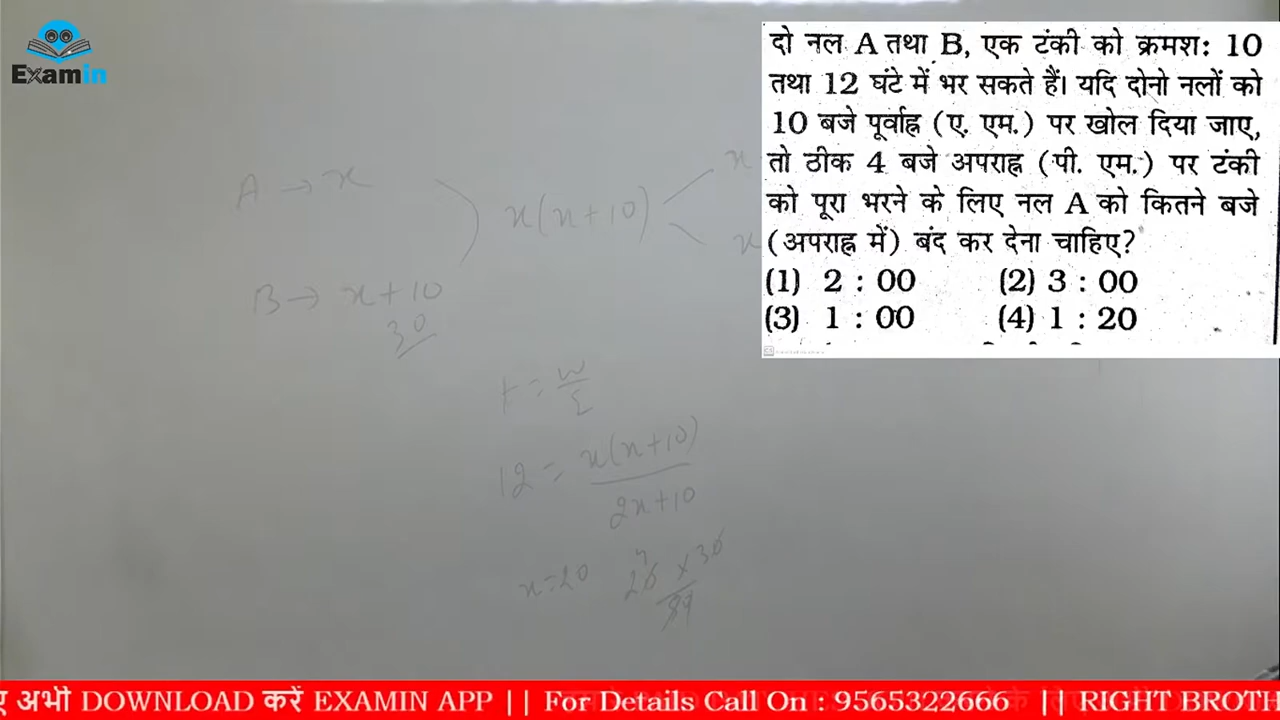 Examin
दो नल A तथा B, एक टंकी को क्रमश: 10
तथा 12 घंटे में भर सकते हैं। यदि दोनो नलों को
10 बजे पूर्वाह्न (ए. एम.) पर खोल दिया जाए,
तो ठीक 4 बजे अपराह्न (पी. एम.) पर टंकी
को पूरा भरने के लिए नल A को कितने बजे
(अपराह्न में) बंद कर देना चाहिए?
(1) 2 : 00 (2) 3 : 00
(3) 1 : 00 (4) 1 : 20
A → x
B → x + 10
30
x(x+10)
x
x
t = w/E
12 = x(x+10)
2x+10
x=20
ए अभी DOWNLOAD करें EXAMIN APP || For Details Call On : 9565322666 || RIGHT BROTH